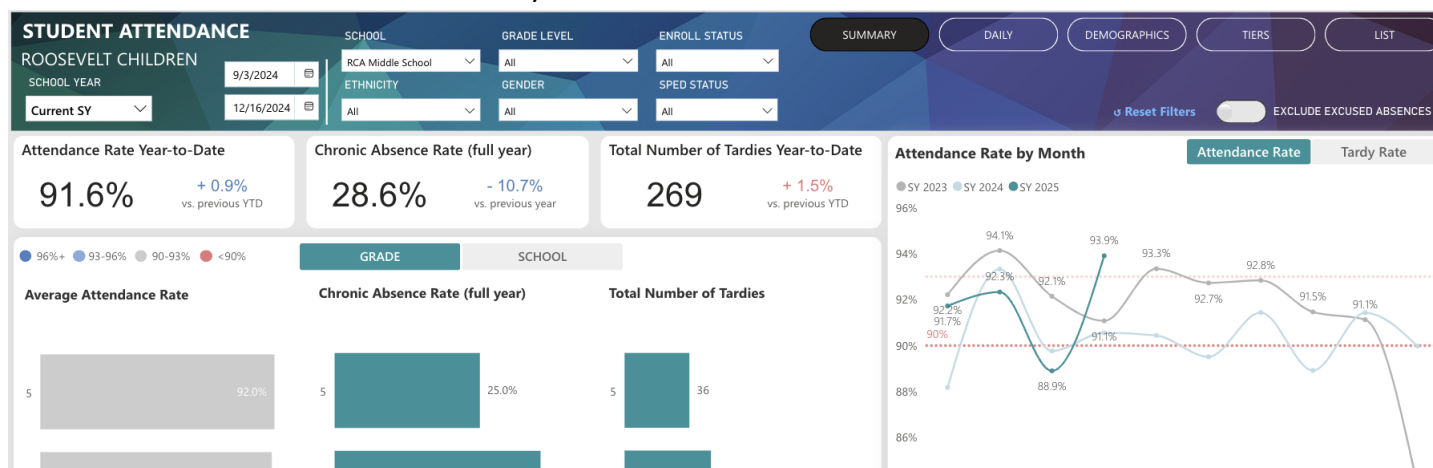 STUDENT ATTENDANCE
ROOSEVELT CHILDREN
SCHOOL YEAR
Current SY
9/3/2024
12/16/2024
SCHOOL
RCA Middle School
GRADE LEVEL
All
ENROLL STATUS
All
ETHNICITY
All
GENDER
All
SPED STATUS
All
SUMMARY
DAILY
DEMOGRAPHICS
TIERS
LIST
↺ Reset Filters
EXCLUDE EXCUSED ABSENCES
Attendance Rate Year-to-Date
91.6%
+ 0.9%
vs. previous YTD
Chronic Absence Rate (full year)
28.6%
- 10.7%
vs. previous year
Total Number of Tardies Year-to-Date
269
+ 1.5%
vs. previous YTD
96%+ 93-96% 90-93% <90%
GRADE
SCHOOL
Average Attendance Rate
5
92.0%
Chronic Absence Rate (full year)
5
25.0%
Total Number of Tardies
5
36
Attendance Rate by Month
Attendance Rate
Tardy Rate
SY 2023 SY 2024 SY 2025
96%
94%
92%
90%
88%
86%
90%
92.2%
91.7%
94.1%
92.3%
92.1%
88.9%
93.9%
91.1%
93.3%
92.7%
92.8%
91.5%
91.1%